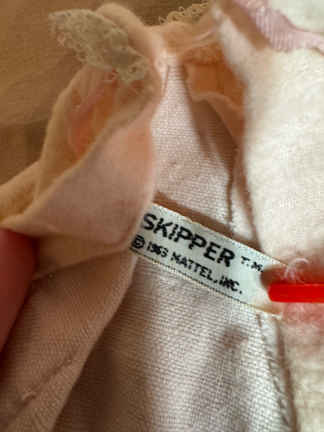 SKIPPER T.M.
© 1963 MATTEL, INC.